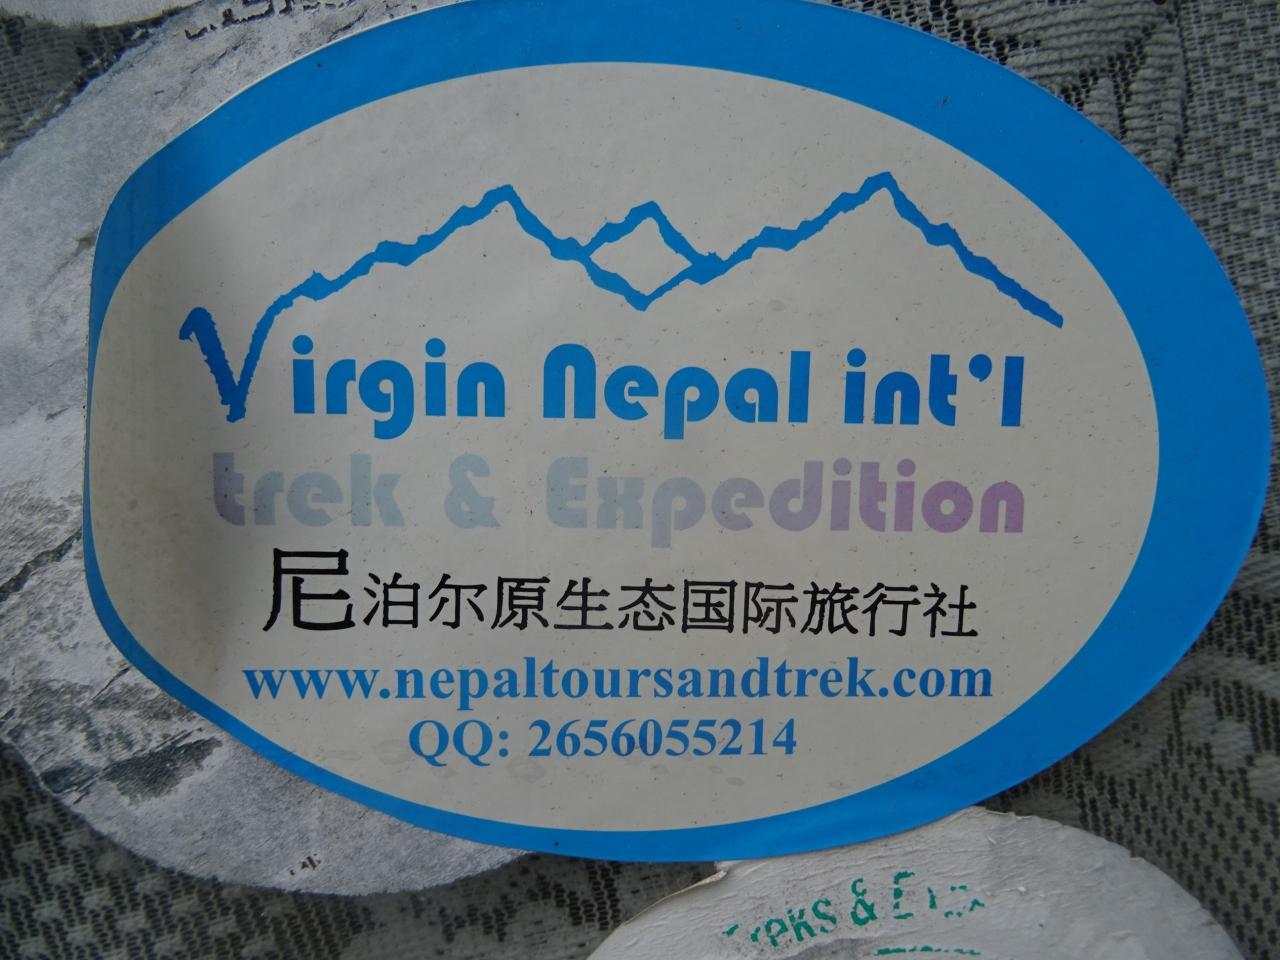 Virgin Nepal int'l
trek & Expedition
尼泊尔原生态国际旅行社
www.nepaltoursandtrek.com
QQ: 2656055214